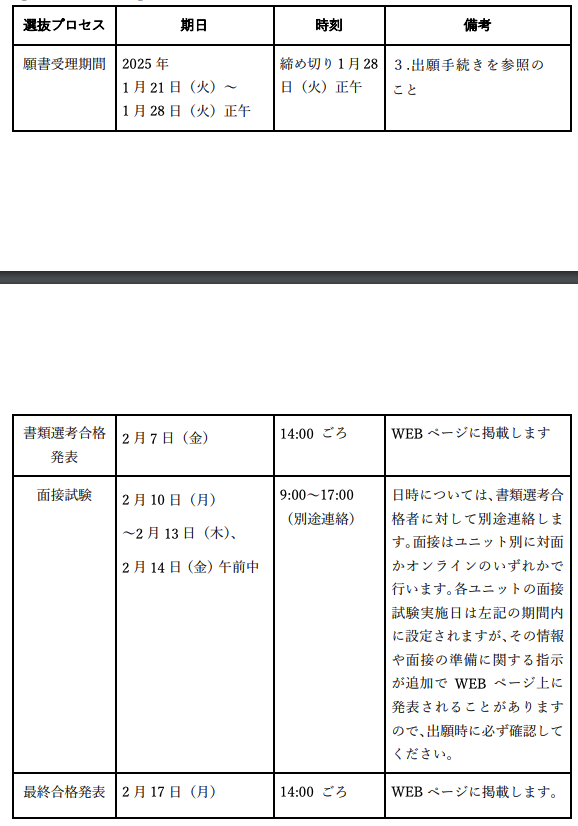 選抜プロセス 期日 時刻 備考
願書受理期間 2025 年 締め切り 1 月 28 ３.出願手続きを参照の
1 月 21 日（火）～ 日（火）正午 こと
1 月 28 日（火）正午
書類選考合格 2 月 7 日（金） 14:00 ごろ WEB ページに掲載します
発表
面接試験 2 月 10 日（月） 9:00～17:00 日時については、書類選考合
～2 月 13 日（木）、 （別途連絡） 格者に対して別途連絡しま
2 月 14 日（金）午前中 す。面接はユニット別に対面
かオンラインのいずれかで
行います。各ユニットの面接
試験実施日は左記の期間内
に設定されますが、その情報
や面接の準備に関する指示
が追加で WEB ページ上に
発表されることがあります
ので、出願時に必ず確認して
ください。
最終合格発表 2 月 17 日（月） 14:00 ごろ WEB ページに掲載します。